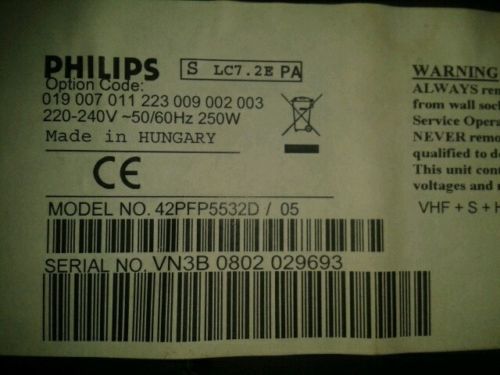 PHILIPS
S LC7.2E PA
Option Code:
019 007 011 223 009 002 003
220-240V ~50/60Hz 250W
Made in HUNGARY
CE
MODEL NO. 42PFP5532D / 05
SERIAL NO. VN3B 0802 029693
WARNING
ALWAYS rem
from wall soc
Service Opera
NEVER remo
qualified to d
This unit cont
voltages and
VHF + S + H